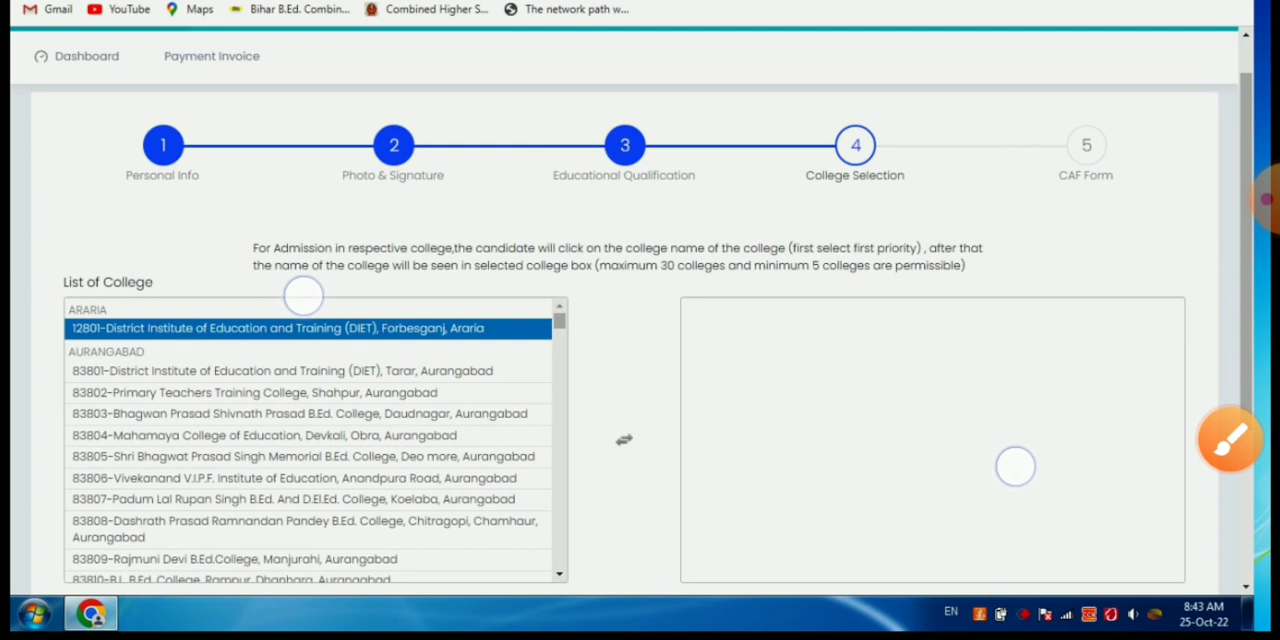 Gmail YouTube Maps Bihar B.Ed. Combin... Combined Higher S... The network path w...
Dashboard Payment Invoice
1 2 3 4 5
Personal Info Photo & Signature Educational Qualification College Selection CAF Form
For Admission in respective college,the candidate will click on the college name of the college (first select first priority) , after that
the name of the college will be seen in selected college box (maximum 30 colleges and minimum 5 colleges are permissible)
List of College
ARARIA
12801-District Institute of Education and Training (DIET), Forbesganj, Araria
AURANGABAD
83801-District Institute of Education and Training (DIET), Tarar, Aurangabad
83802-Primary Teachers Training College, Shahpur, Aurangabad
83803-Bhagwan Prasad Shivnath Prasad B.Ed. College, Daudnagar, Aurangabad
83804-Mahamaya College of Education, Devkali, Obra, Aurangabad
83805-Shri Bhagwat Prasad Singh Memorial B.Ed. College, Deo more, Aurangabad
83806-Vivekanand V.I.P.F. Institute of Education, Anandpura Road, Aurangabad
83807-Padum Lal Rupan Singh B.Ed. And D.El.Ed. College, Koelaba, Aurangabad
83808-Dashrath Prasad Ramnandan Pandey B.Ed. College, Chitragopi, Chamhaur,
Aurangabad
83809-Rajmuni Devi B.Ed.College, Manjurahi, Aurangabad
83810-R.L. B.Ed. College, Rampur, Dhanhara, Aurangabad
EN 8:43 AM
25-Oct-22